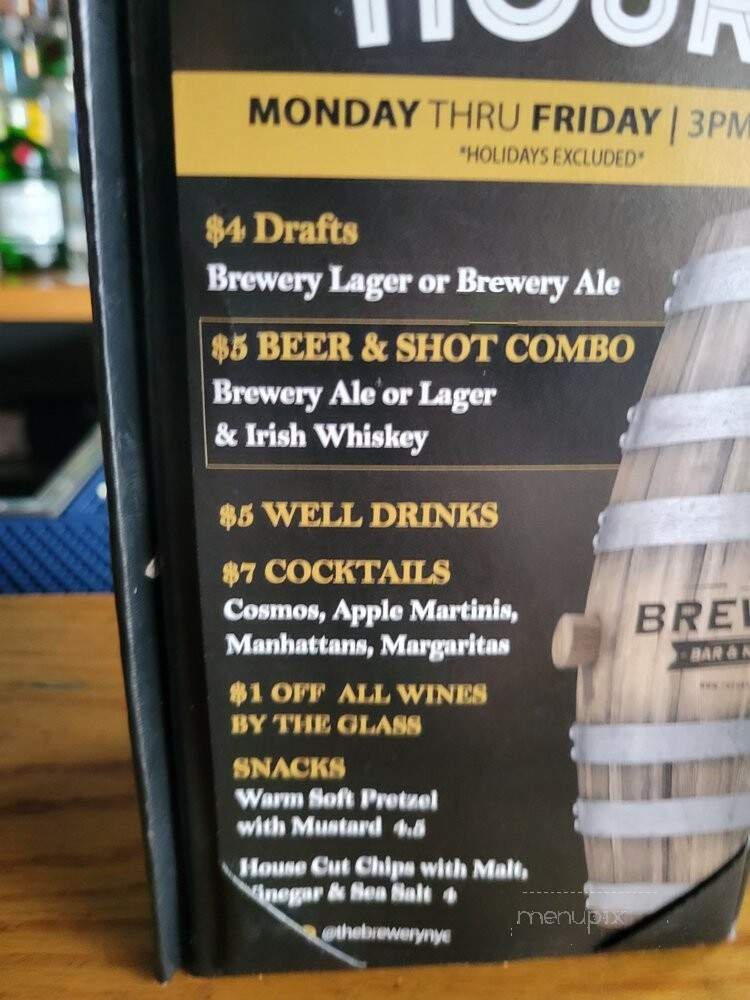 HOUR
MONDAY THRU FRIDAY | 3PM
*HOLIDAYS EXCLUDED*
$4 Drafts
Brewery Lager or Brewery Ale
$5 BEER & SHOT COMBO
Brewery Ale or Lager
& Irish Whiskey
$5 WELL DRINKS
$7 COCKTAILS
Cosmos, Apple Martinis,
Manhattans, Margaritas
BREW
BAR &
$1 OFF ALL WINES
BY THE GLASS
SNACKS
Warm Soft Pretzel
with Mustard 4.5
House Cut Chips with Malt,
Vinegar & Sea Salt 4
@thebrewerynyc
menupix